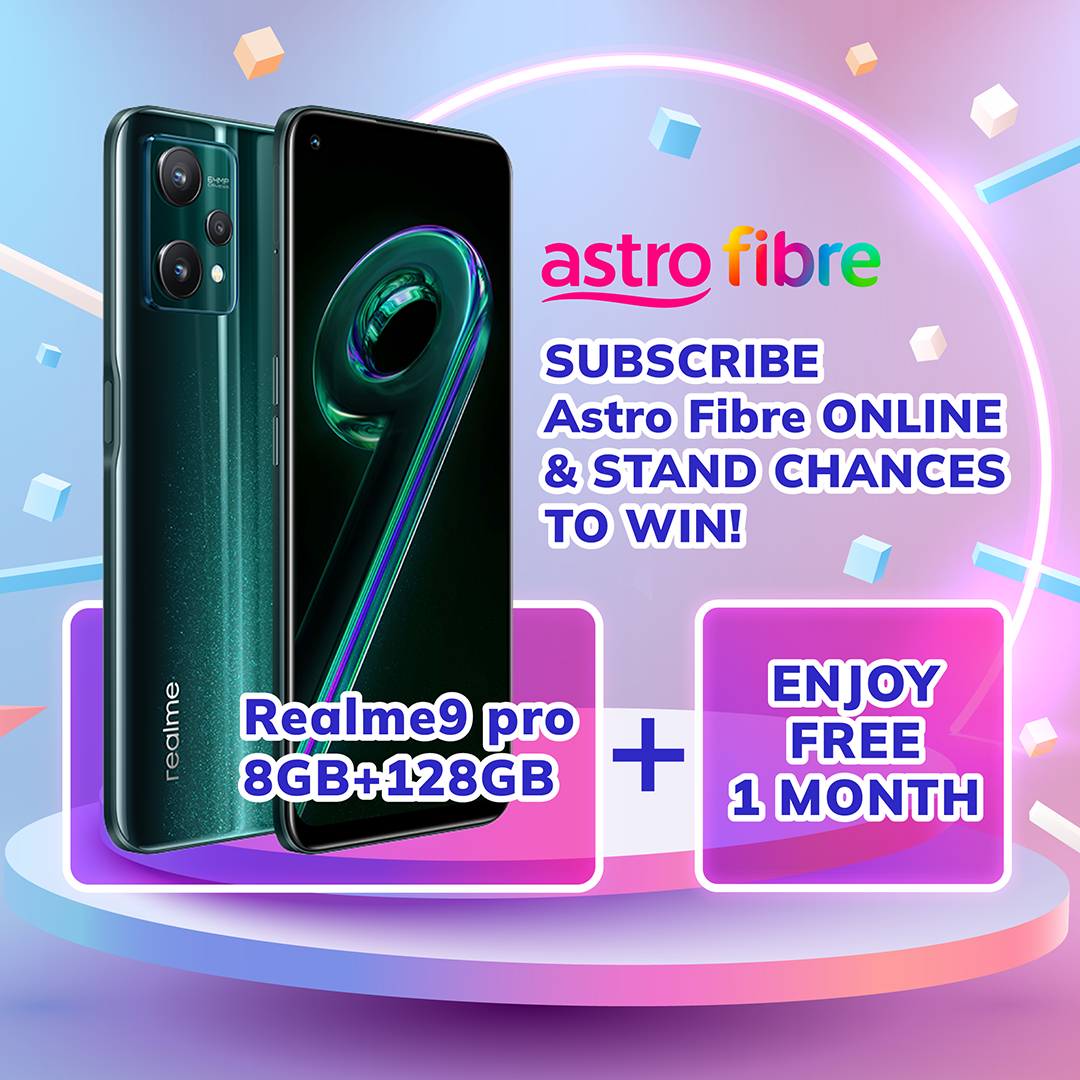 64MP
astro fibre
SUBSCRIBE
Astro Fibre ONLINE
& STAND CHANCES
TO WIN!
realme
Realme9 pro
8GB+128GB
+
ENJOY
FREE
1 MONTH